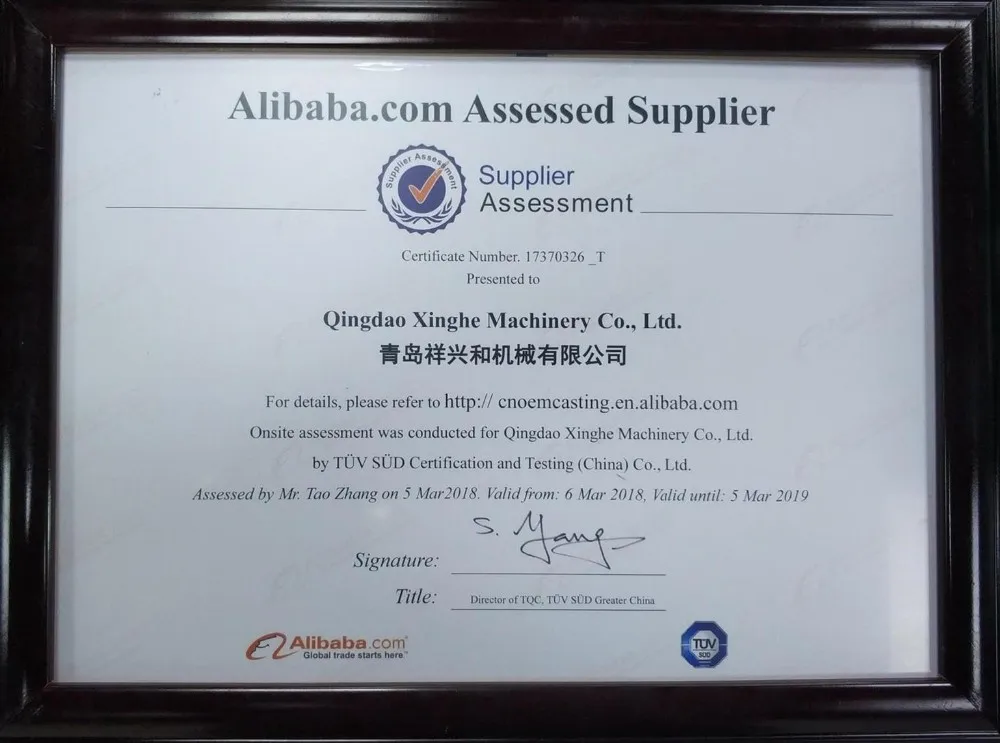 Alibaba.com Assessed Supplier
Supplier Assessment
Supplier
Assessment
Certificate Number. 17370326 _T
Presented to
Qingdao Xinghe Machinery Co., Ltd.
青岛祥兴和机械有限公司
For details, please refer to http:// cnoemcasting.en.alibaba.com
Onsite assessment was conducted for Qingdao Xinghe Machinery Co., Ltd.
by TÜV SÜD Certification and Testing (China) Co., Ltd.
Assessed by Mr. Tao Zhang on 5 Mar2018. Valid from: 6 Mar 2018, Valid until: 5 Mar 2019
S. Yang
Signature:
Title: Director of TQC, TÜV SÜD Greater China
Alibaba.com®
Global trade starts here.™
TÜV
SÜD